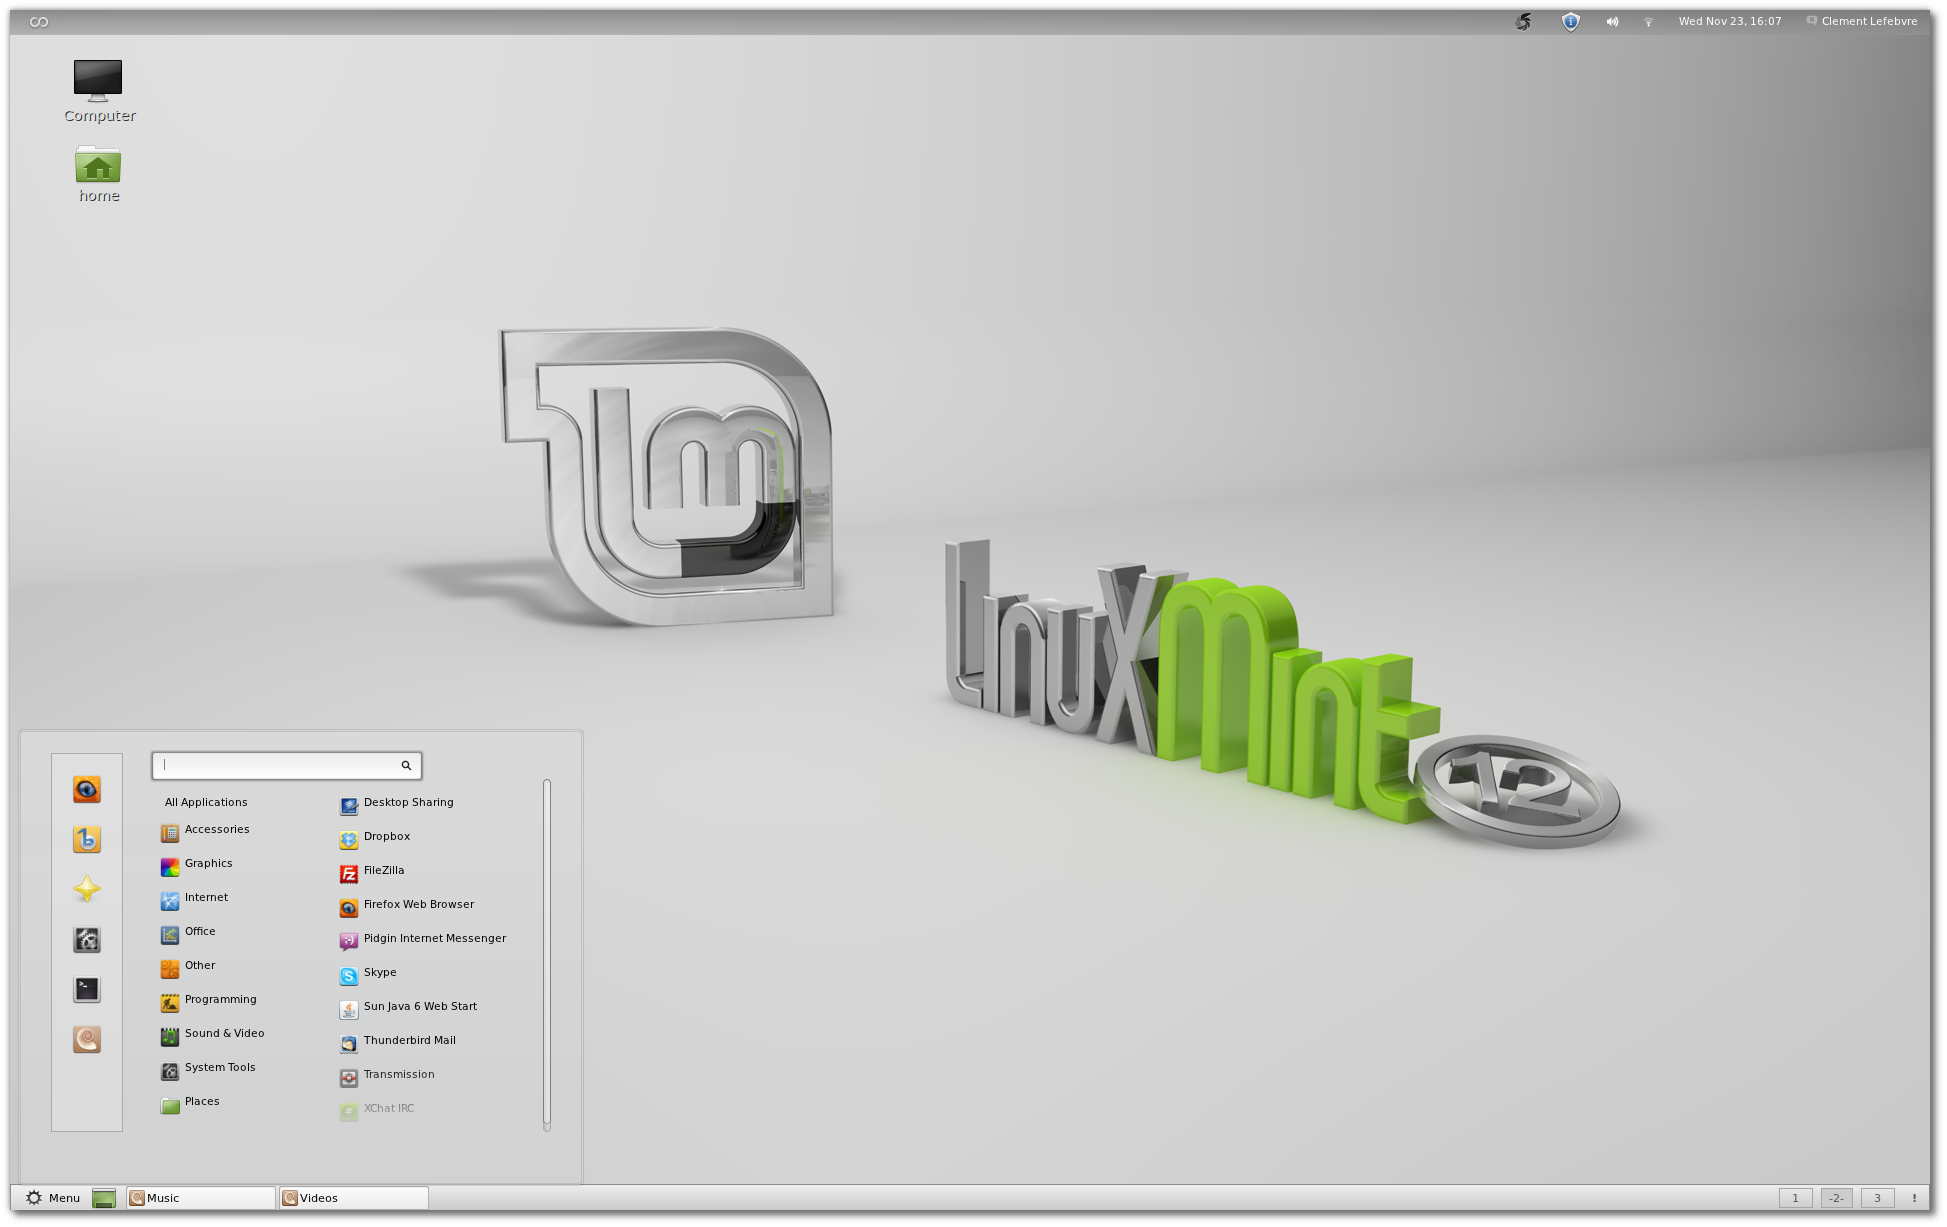 Wed Nov 23, 16:07 Clement Lefebvre
Computer
home
lm
LinuxMint
12
All Applications
Accessories
Graphics
Internet
Office
Other
Programming
Sound & Video
System Tools
Places
Desktop Sharing
Dropbox
FileZilla
Firefox Web Browser
Pidgin Internet Messenger
Skype
Sun Java 6 Web Start
Thunderbird Mail
Transmission
XChat IRC
Menu Music Videos 1 -2- 3 !